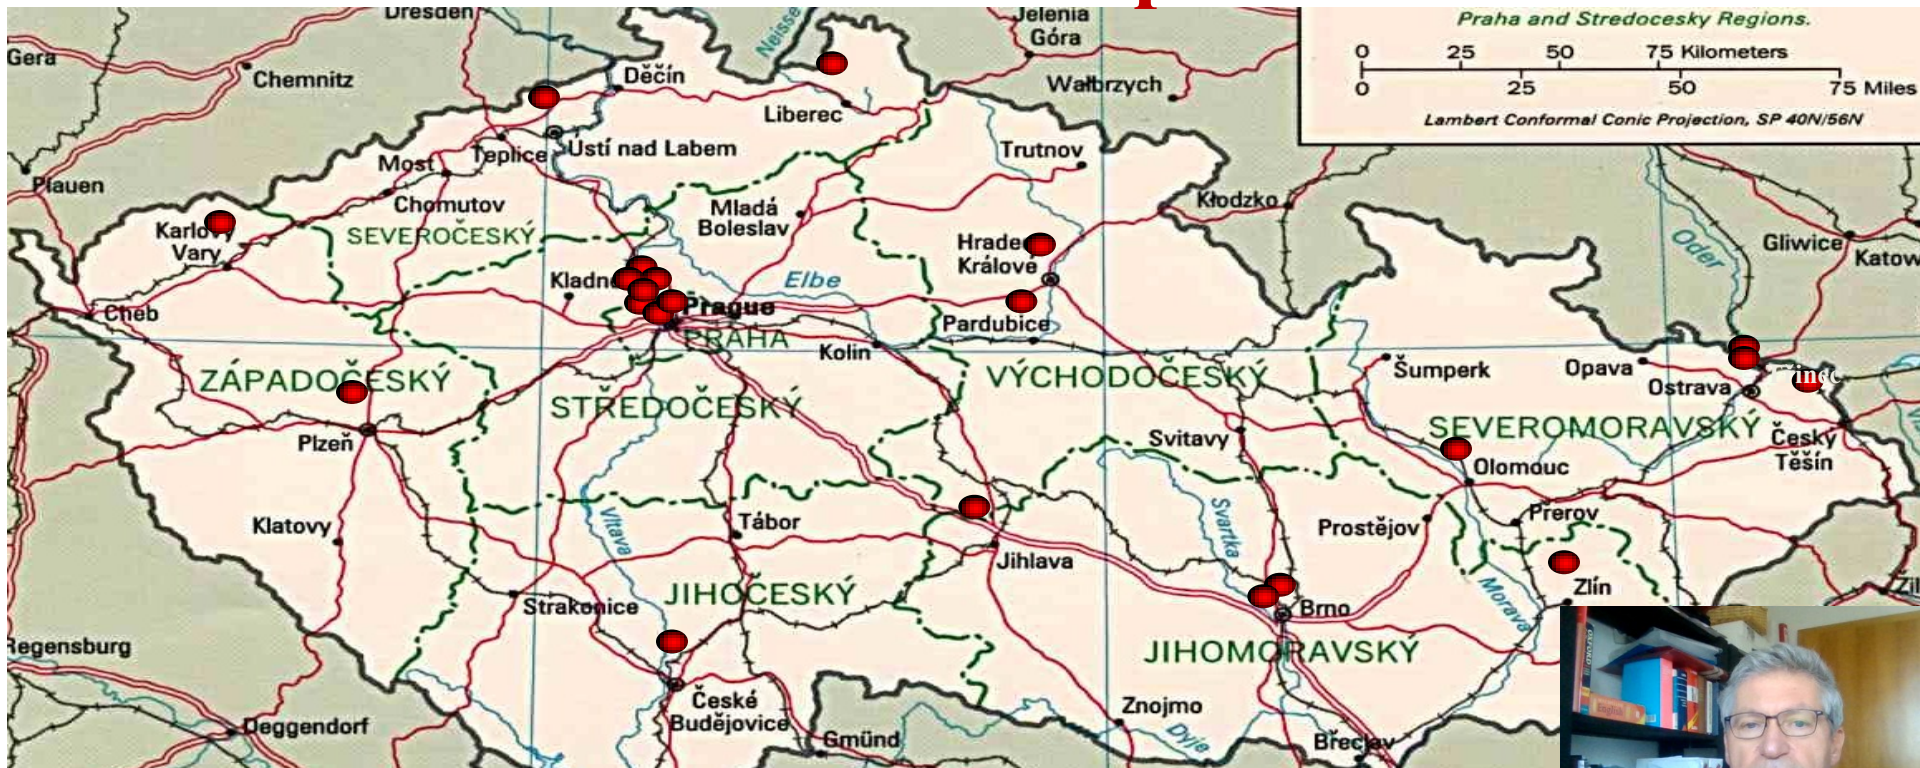 Dresden
Jelenia
Góra
Neisse
Praha and Stredocesky Regions.
0 25 50 75 Kilometers
0 25 50 75 Miles
Lambert Conformal Conic Projection, SP 40N/56N
Gera
Chemnitz
Děčín
Wałbrzych
Liberec
Plauen
Most
Teplice
Ústí nad Labem
Trutnov
Chomutov
Karlovy
Vary
SEVEROČESKÝ
Mladá
Boleslav
Kłodzko
Hradec
Králové
Oder
Gliwice
Katow
Kladno
Elbe
Cheb
Prague
PRAHA
Kolín
Pardubice
ZÁPADOČESKÝ
STŘEDOČESKÝ
VÝCHODOČESKÝ
Šumperk
Opava
Ostrava
SEVEROMORAVSKÝ
Český
Těšín
Plzeň
Svitavy
Olomouc
Klatovy
Vltava
Tábor
Svartka
Prostějov
Přerov
Jihlava
Strakonice
JIHOČESKÝ
Zlín
Morava
Brno
JIHOMORAVSKÝ
Regensburg
Deggendorf
České
Budějovice
Gmünd
Znojmo
Dyje
Břeclav
OXFORD
English